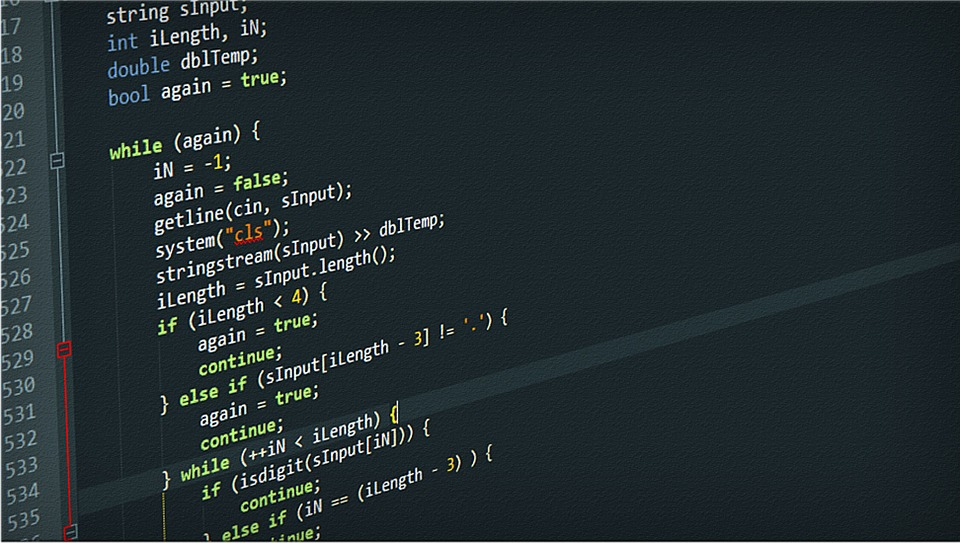 17
18
19
20
21
522
523
524
525
526
527
528
529
530
531
532
533
534
535
string sInput;
int iLength, iN;
double dblTemp;
bool again = true;
while (again) {
iN = -1;
again = false;
getline(cin, sInput);
system("cls");
stringstream(sInput) >> dblTemp;
iLength = sInput.length();
if (iLength < 4) {
again = true;
continue;
} else if (sInput[iLength - 3] != '.') {
again = true;
continue;
} while (++iN < iLength) {
if (isdigit(sInput[iN])) {
continue;
} else if (iN == (iLength - 3) ) {